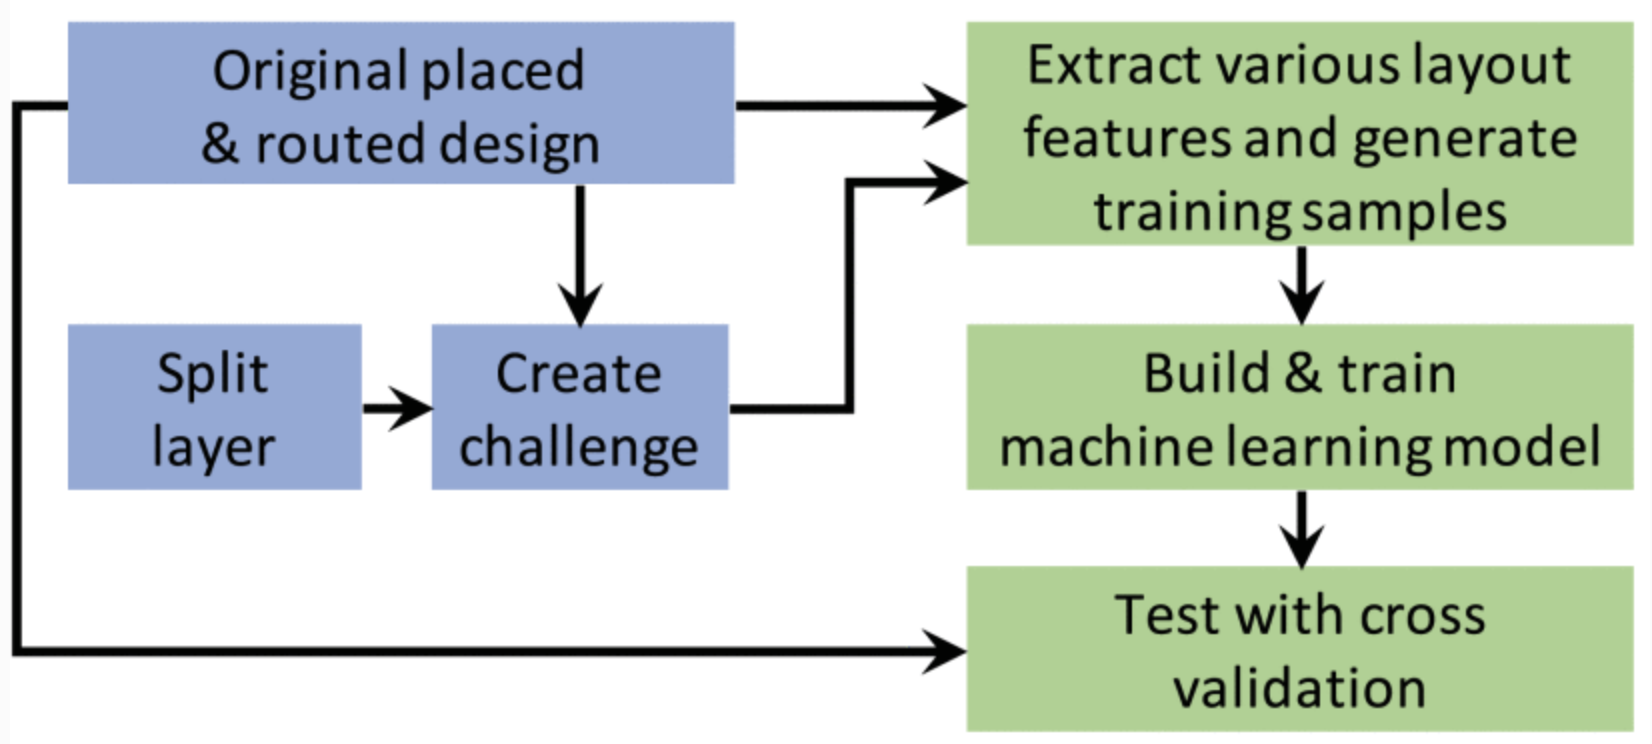 Original placed
& routed design
Extract various layout
features and generate
training samples
Split
layer
Create
challenge
Build & train
machine learning model
Test with cross
validation